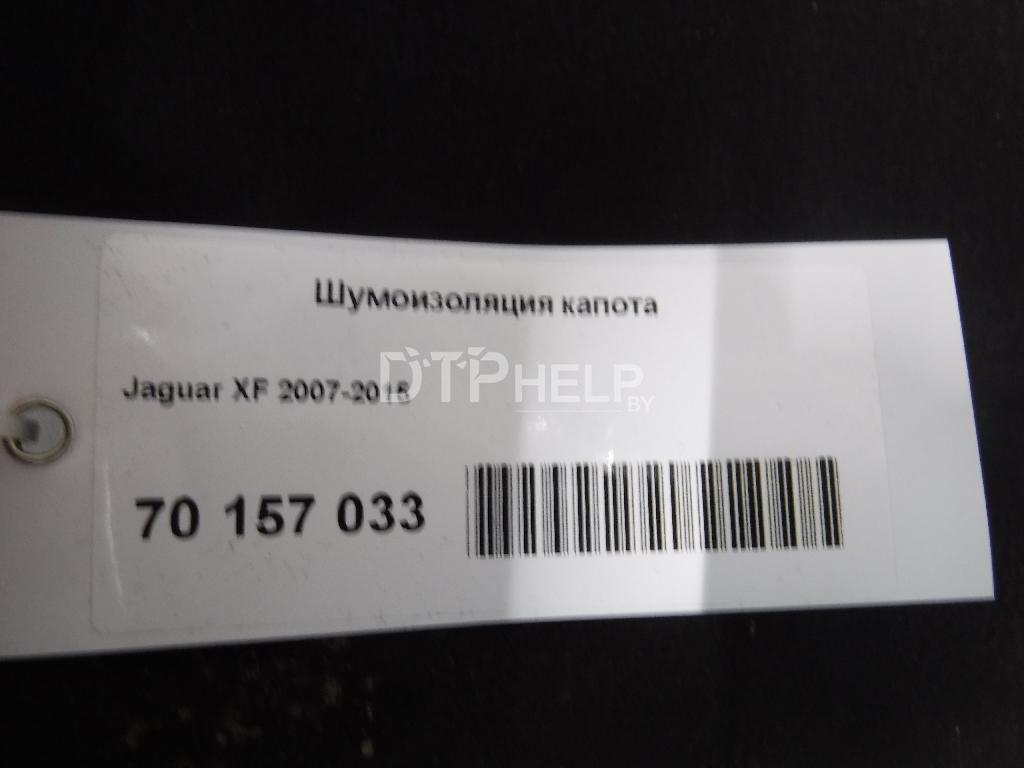 Шумоизоляция капота
DTPHELP.BY
Jaguar XF 2007-2015
70 157 033